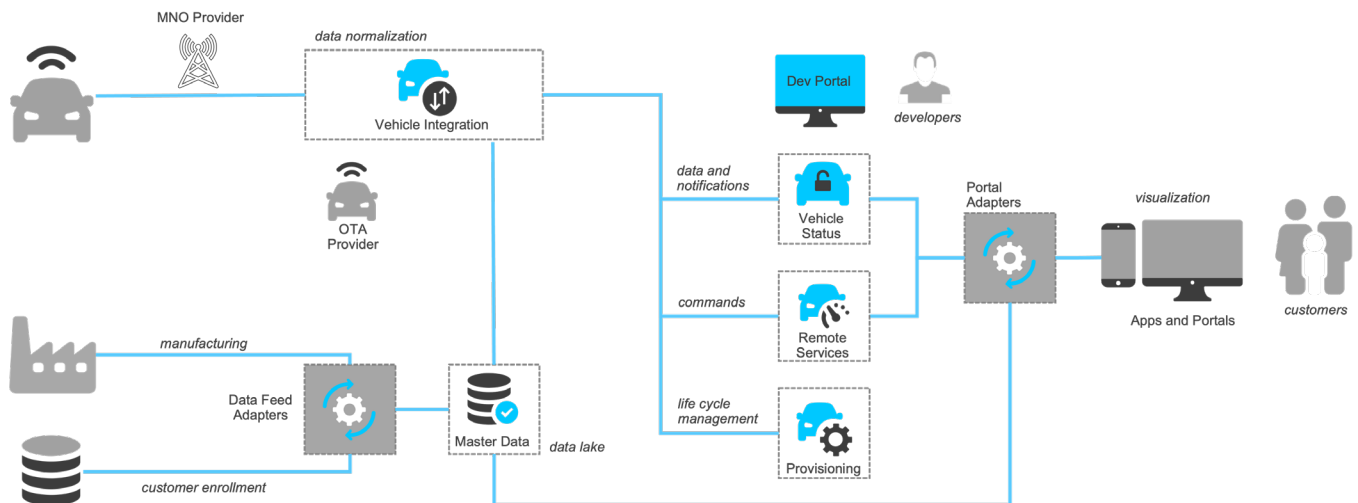 MNO Provider
data normalization
Vehicle Integration
OTA
Provider
Dev Portal
developers
data and
notifications
Vehicle
Status
Portal
Adapters
visualization
commands
Remote
Services
Apps and Portals
customers
manufacturing
Data Feed
Adapters
Master Data
data lake
life cycle
management
Provisioning
customer enrollment